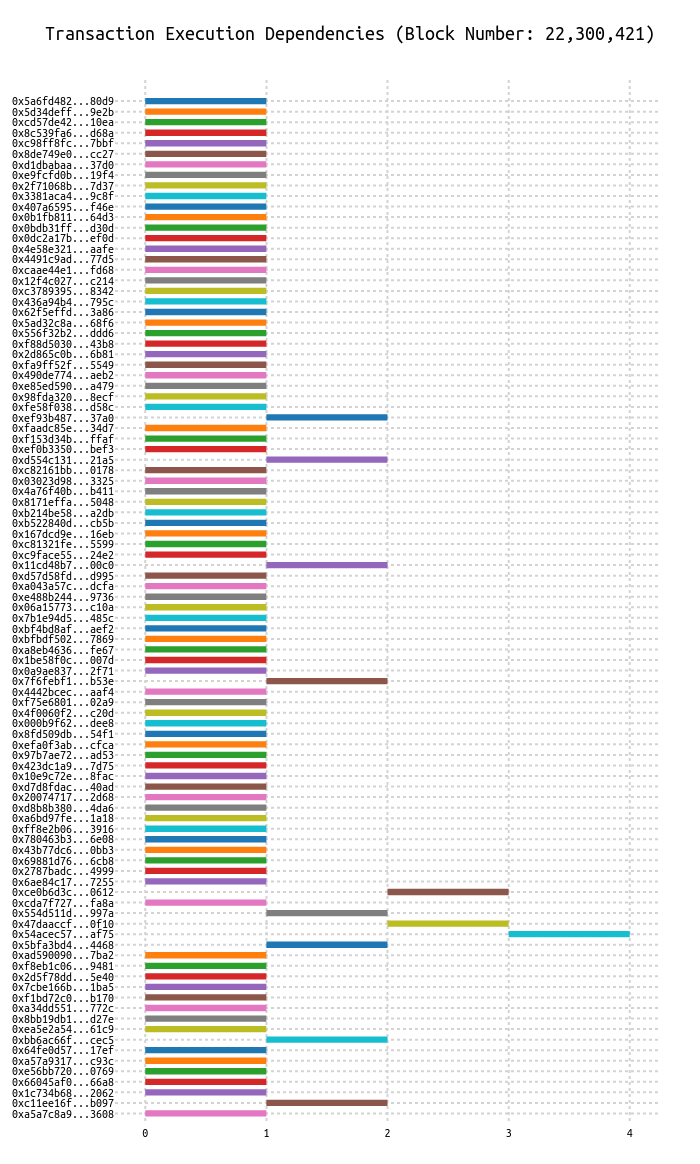 Transaction Execution Dependencies (Block Number: 22,300,421)
0x5a6fd482...80d9
0x5d34deff...9e2b
0xcd57de42...10ea
0x8c539fa6...d68a
0xc98ff8fc...7bbf
0x8de749e0...cc27
0xd1dbabaa...37d0
0xe9fcfd0b...19f4
0x2f71068b...7d37
0x3381aca4...9c8f
0x407a6595...f46e
0x0b1fb811...64d3
0x0bdb31ff...d30d
0x0dc2a17b...ef0d
0x4e58e321...aafe
0x4491c9ad...77d5
0xcaae44e1...fd68
0x12f4c027...c214
0xc3789395...8342
0x436a94b4...795c
0x62f5effd...3a86
0x5ad32c8a...68f6
0x556f32b2...ddd6
0xf88d5030...43b8
0x2d865c0b...6b81
0xfa9ff52f...5549
0x490de774...aeb2
0xe85ed590...a479
0x98fda320...8ecf
0xfe58f038...d58c
0xef93b487...37a0
0xfaadc85e...34d7
0xf153d34b...ffaf
0xef0b3350...bef3
0xd554c131...21a5
0xc82161bb...0178
0x03023d98...3325
0x4a76f40b...b411
0x8171effa...5048
0xb214be58...a2db
0xb522840d...cb5b
0x167dcd9e...16eb
0xc81321fe...5599
0xc9face55...24e2
0x11cd48b7...00c0
0xd57d58fd...d995
0xa043a57c...dcfa
0xe488b244...9736
0x06a15773...c10a
0x7b1e94d5...485c
0xbf4bd8af...aef2
0xbfbdf502...7869
0xa8eb4636...fe67
0x1be58f0c...007d
0x0a9ae837...2f71
0x7f6febf1...b53e
0x4442bcec...aaf4
0xf75e6801...02a9
0x4f0060f2...c20d
0x000b9f62...dee8
0x8fd509db...54f1
0xefa0f3ab...cfca
0x97b7ae72...ad53
0x423dc1a9...7d75
0x10e9c72e...8fac
0xd7d8fdac...40ad
0x20074717...2d68
0xd8b8b380...4da6
0xa6bd97fe...1a18
0xff8e2b06...3916
0x780463b3...6e08
0x43b77dc6...0bb3
0x69881d76...6cb8
0x2787badc...4999
0x6ae84c17...7255
0xce0b6d3c...0612
0xcda7f727...fa8a
0x554d511d...997a
0x47daaccf...0f10
0x54acec57...af75
0x5bfa3bd4...4468
0xad590090...7ba2
0xf8eb1c06...9481
0x2d5f78dd...5e40
0x7cbe166b...1ba5
0xf1bd72c0...b170
0xa34dd551...772c
0x8bb19db1...d27e
0xea5e2a54...61c9
0xbb6ac66f...cec5
0x64fe0d57...17ef
0xa57a9317...c93c
0xe56bb720...0769
0x66045af0...66a8
0x1c734b68...2062
0xc11ee16f...b097
0xa5a7c8a9...3608
0 1 2 3 4